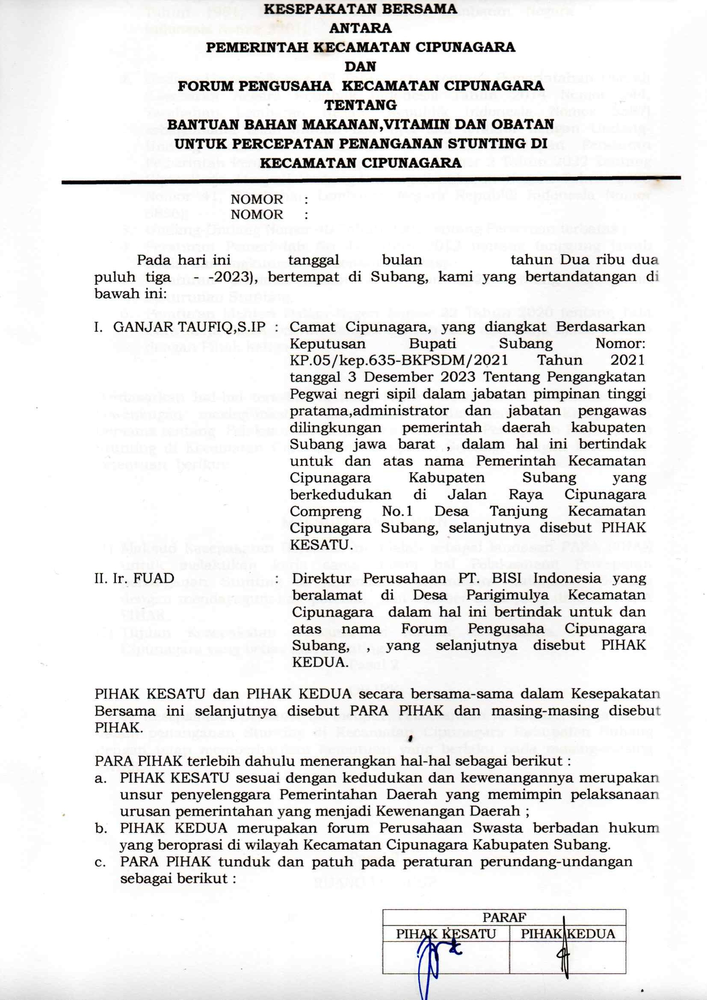 KESEPAKATAN BERSAMA
ANTARA
PEMERINTAH KECAMATAN CIPUNAGARA
DAN
FORUM PENGUSAHA KECAMATAN CIPUNAGARA
TENTANG
BANTUAN BAHAN MAKANAN,VITAMIN DAN OBATAN
UNTUK PERCEPATAN PENANGANAN STUNTING DI
KECAMATAN CIPUNAGARA
NOMOR :
NOMOR :
Pada hari ini tanggal bulan tahun Dua ribu dua
puluh tiga - -2023), bertempat di Subang, kami yang bertandatangan di
bawah ini:
I. GANJAR TAUFIQ,S.IP : Camat Cipunagara, yang diangkat Berdasarkan
Keputusan Bupati Subang Nomor:
KP.05/kep.635-BKPSDM/2021 Tahun 2021
tanggal 3 Desember 2023 Tentang Pengangkatan
Pegwai negri sipil dalam jabatan pimpinan tinggi
pratama,administrator dan jabatan pengawas
dilingkungan pemerintah daerah kabupaten
Subang jawa barat , dalam hal ini bertindak
untuk dan atas nama Pemerintah Kecamatan
Cipunagara Kabupaten Subang yang
berkedudukan di Jalan Raya Cipunagara
Compreng No.1 Desa Tanjung Kecamatan
Cipunagara Subang, selanjutnya disebut PIHAK
KESATU.
II. Ir. FUAD : Direktur Perusahaan PT. BISI Indonesia yang
beralamat di Desa Parigimulya Kecamatan
Cipunagara dalam hal ini bertindak untuk dan
atas nama Forum Pengusaha Cipunagara
Subang, , yang selanjutnya disebut PIHAK
KEDUA.
PIHAK KESATU dan PIHAK KEDUA secara bersama-sama dalam Kesepakatan
Bersama ini selanjutnya disebut PARA PIHAK dan masing-masing disebut
PIHAK.
PARA PIHAK terlebih dahulu menerangkan hal-hal sebagai berikut :
a. PIHAK KESATU sesuai dengan kedudukan dan kewenangannya merupakan
unsur penyelenggara Pemerintahan Daerah yang memimpin pelaksanaan
urusan pemerintahan yang menjadi Kewenangan Daerah ;
b. PIHAK KEDUA merupakan forum Perusahaan Swasta berbadan hukum
yang beroprasi di wilayah Kecamatan Cipunagara Kabupaten Subang.
c. PARA PIHAK tunduk dan patuh pada peraturan perundang-undangan
sebagai berikut :
PARAF
PIHAK KESATU PIHAK KEDUA